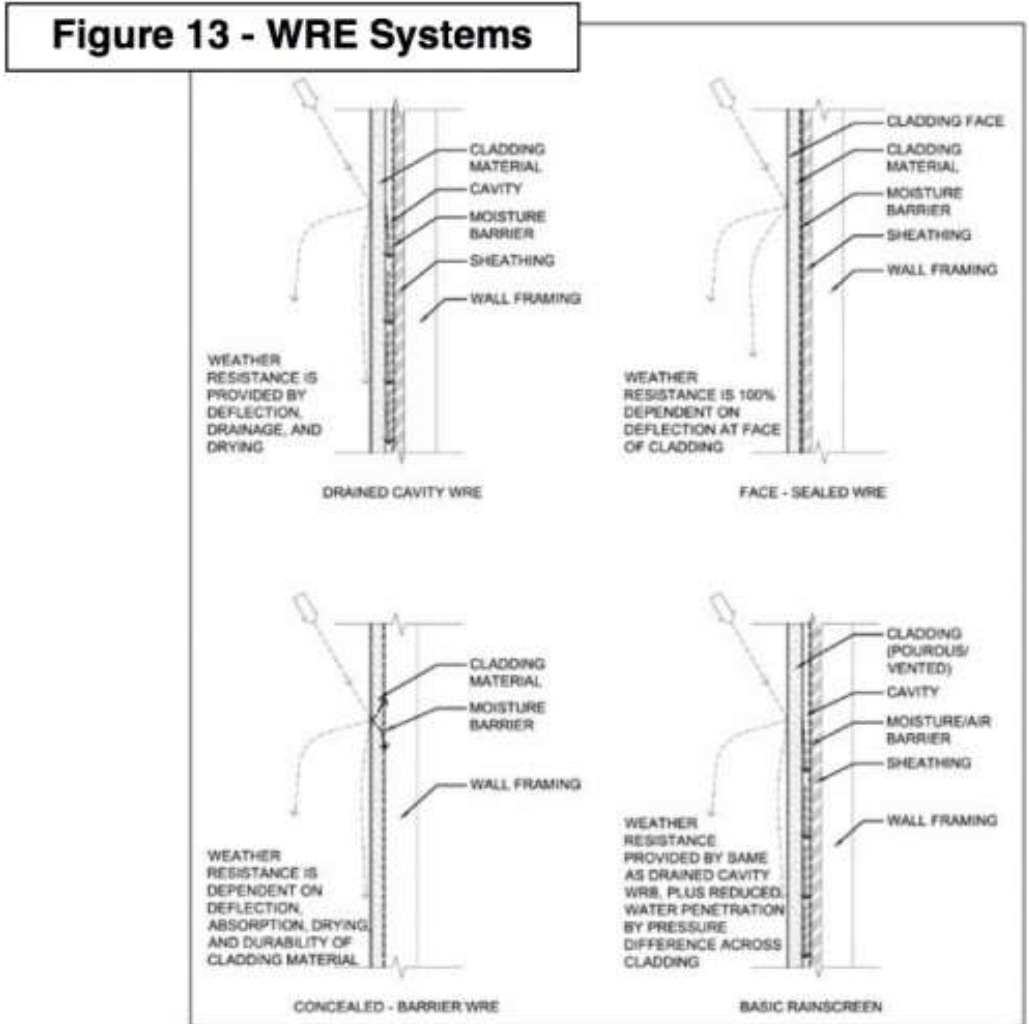 Figure 13 - WRE Systems
CLADDING
MATERIAL
CAVITY
MOISTURE
BARRIER
SHEATHING
WALL FRAMING
WEATHER
RESISTANCE IS
PROVIDED BY
DEFLECTION,
DRAINAGE, AND
DRYING
DRAINED CAVITY WRE
CLADDING FACE
CLADDING
MATERIAL
MOISTURE
BARRIER
SHEATHING
WALL FRAMING
WEATHER
RESISTANCE IS 100%
DEPENDENT ON
DEFLECTION AT FACE
OF CLADDING
FACE - SEALED WRE
CLADDING
MATERIAL
MOISTURE
BARRIER
WALL FRAMING
WEATHER
RESISTANCE IS
DEPENDENT ON
DEFLECTION,
ABSORPTION, DRYING,
AND DURABILITY OF
CLADDING MATERIAL
CONCEALED - BARRIER WRE
CLADDING
(POUROUS/
VENTED)
CAVITY
MOISTURE/AIR
BARRIER
SHEATHING
WALL FRAMING
WEATHER
RESISTANCE
PROVIDED BY SAME
AS DRAINED CAVITY
WRB, PLUS REDUCED
WATER PENETRATION
BY PRESSURE
DIFFERENCE ACROSS
CLADDING
BASIC RAINSCREEN